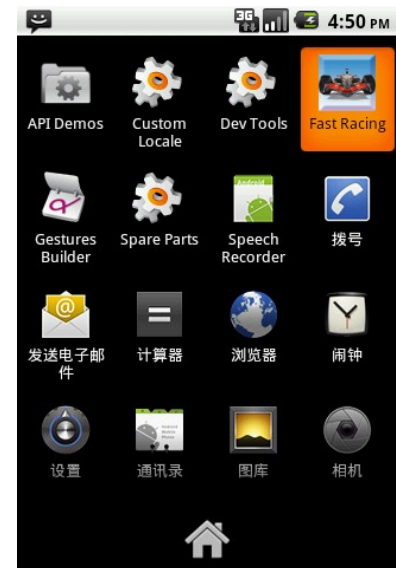 3G 4:50 PM
API Demos
Custom
Locale
Dev Tools
Fast Racing
Gestures
Builder
Spare Parts
Speech
Recorder
拨号
发送电子邮
件
计算器
浏览器
闹钟
设置
通讯录
图库
相机